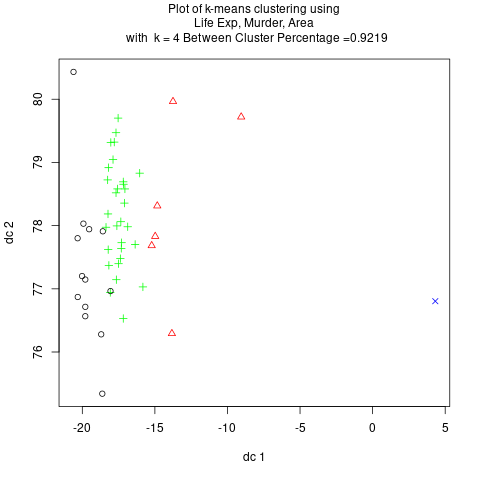 Plot of k-means clustering using
Life Exp, Murder, Area
with k = 4 Between Cluster Percentage =0.9219
80
79
78
77
76
dc 2
-20 -15 -10 -5 0 5
dc 1